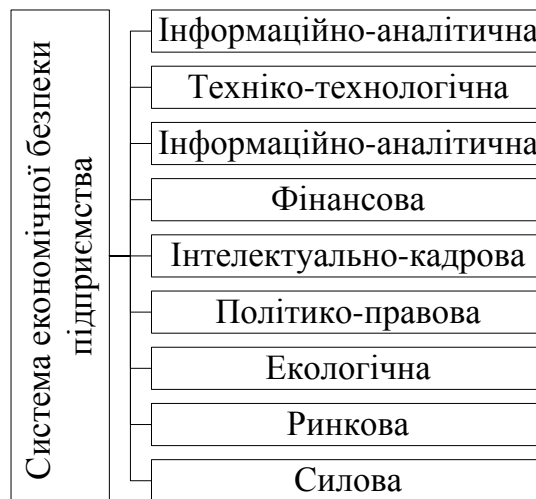 Система економічної безпеки
підприємства
Інформаційно-аналітична
Техніко-технологічна
Інформаційно-аналітична
Фінансова
Інтелектуально-кадрова
Політико-правова
Екологічна
Ринкова
Силова